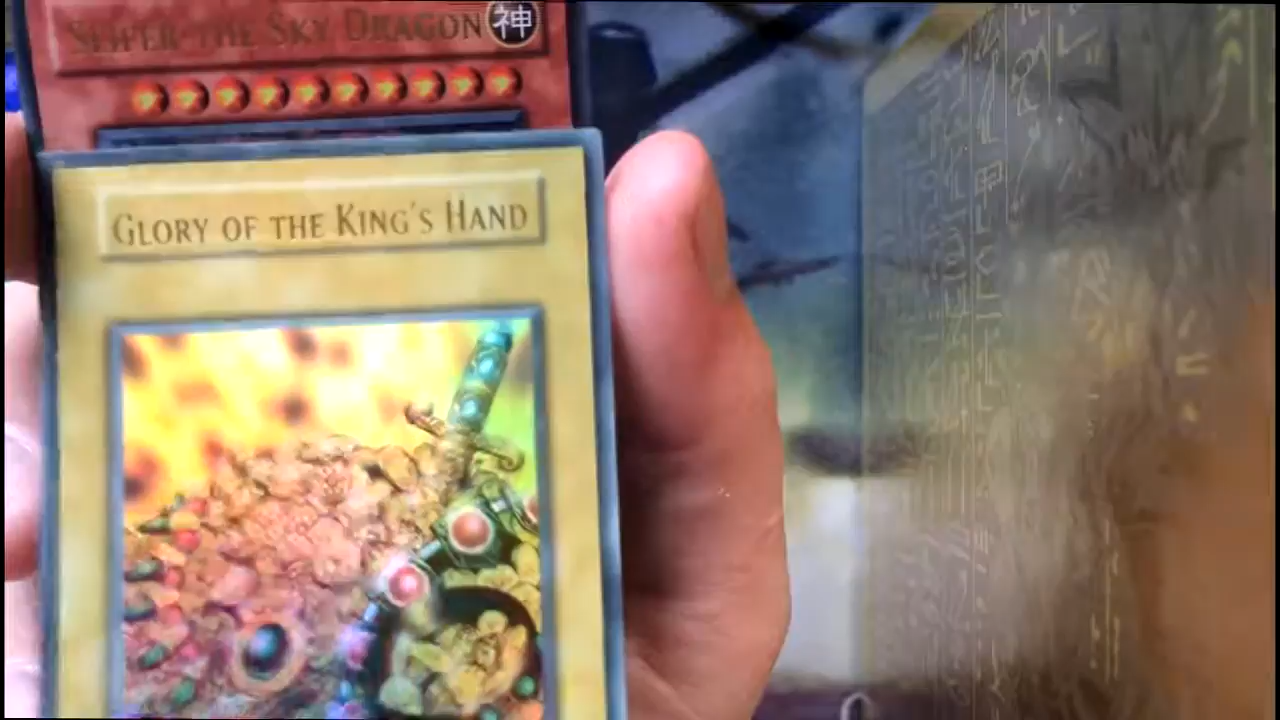 SLIFER THE SKY DRAGON 神
GLORY OF THE KING'S HAND